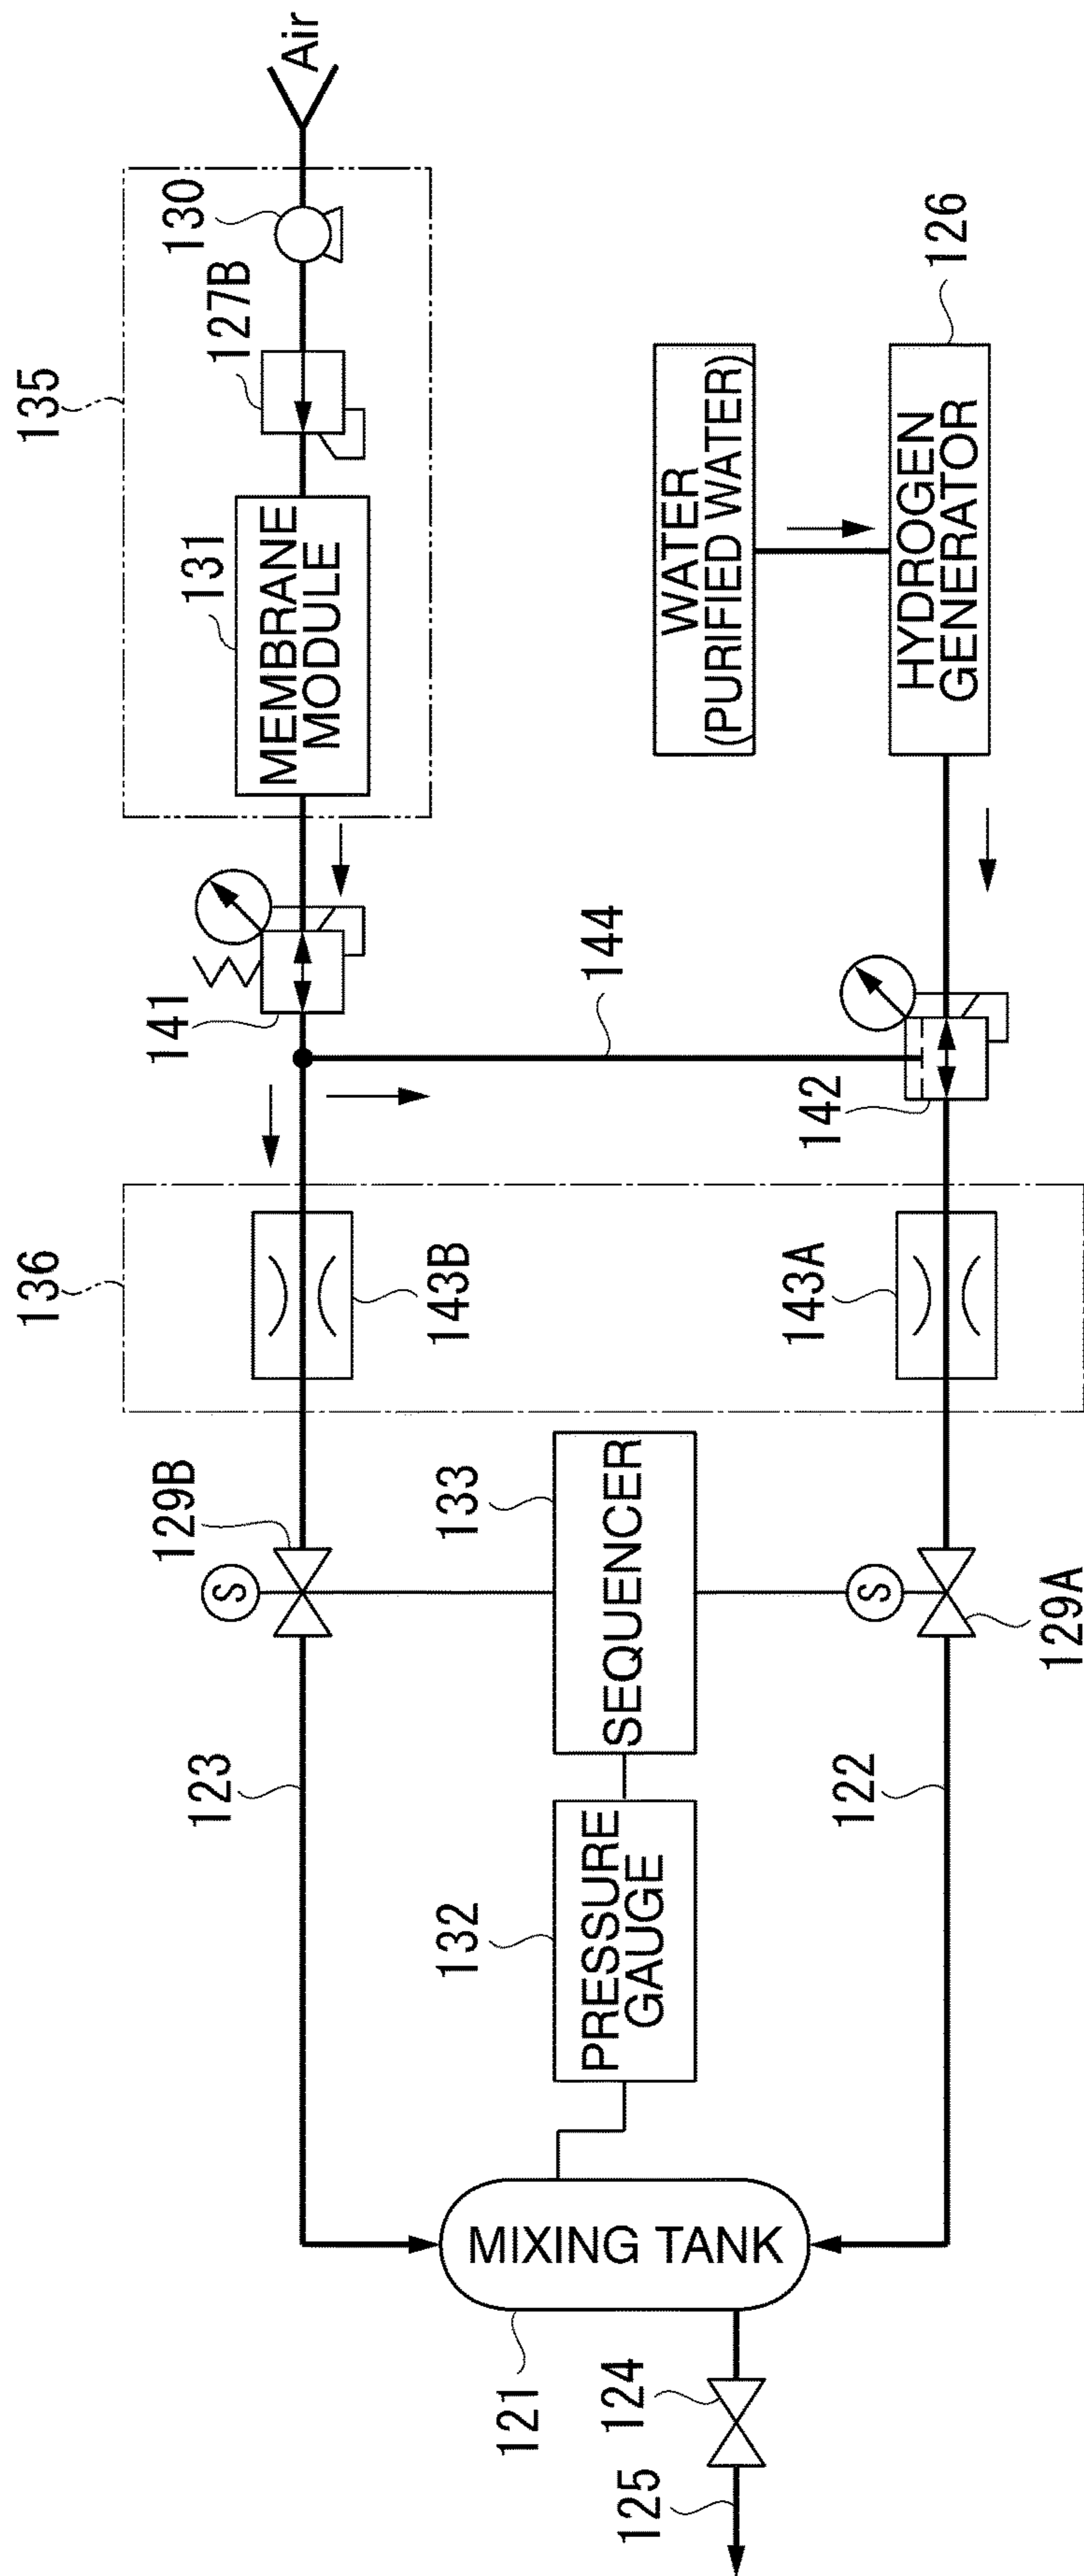 Air
135
130
127B
131
MEMBRANE
MODULE
141
144
WATER
(PURIFIED WATER)
126
HYDROGEN
GENERATOR
142
136
143B
143A
129B
S
133
SEQUENCER
S
129A
123
132
PRESSURE
GAUGE
122
MIXING TANK
121
124
125